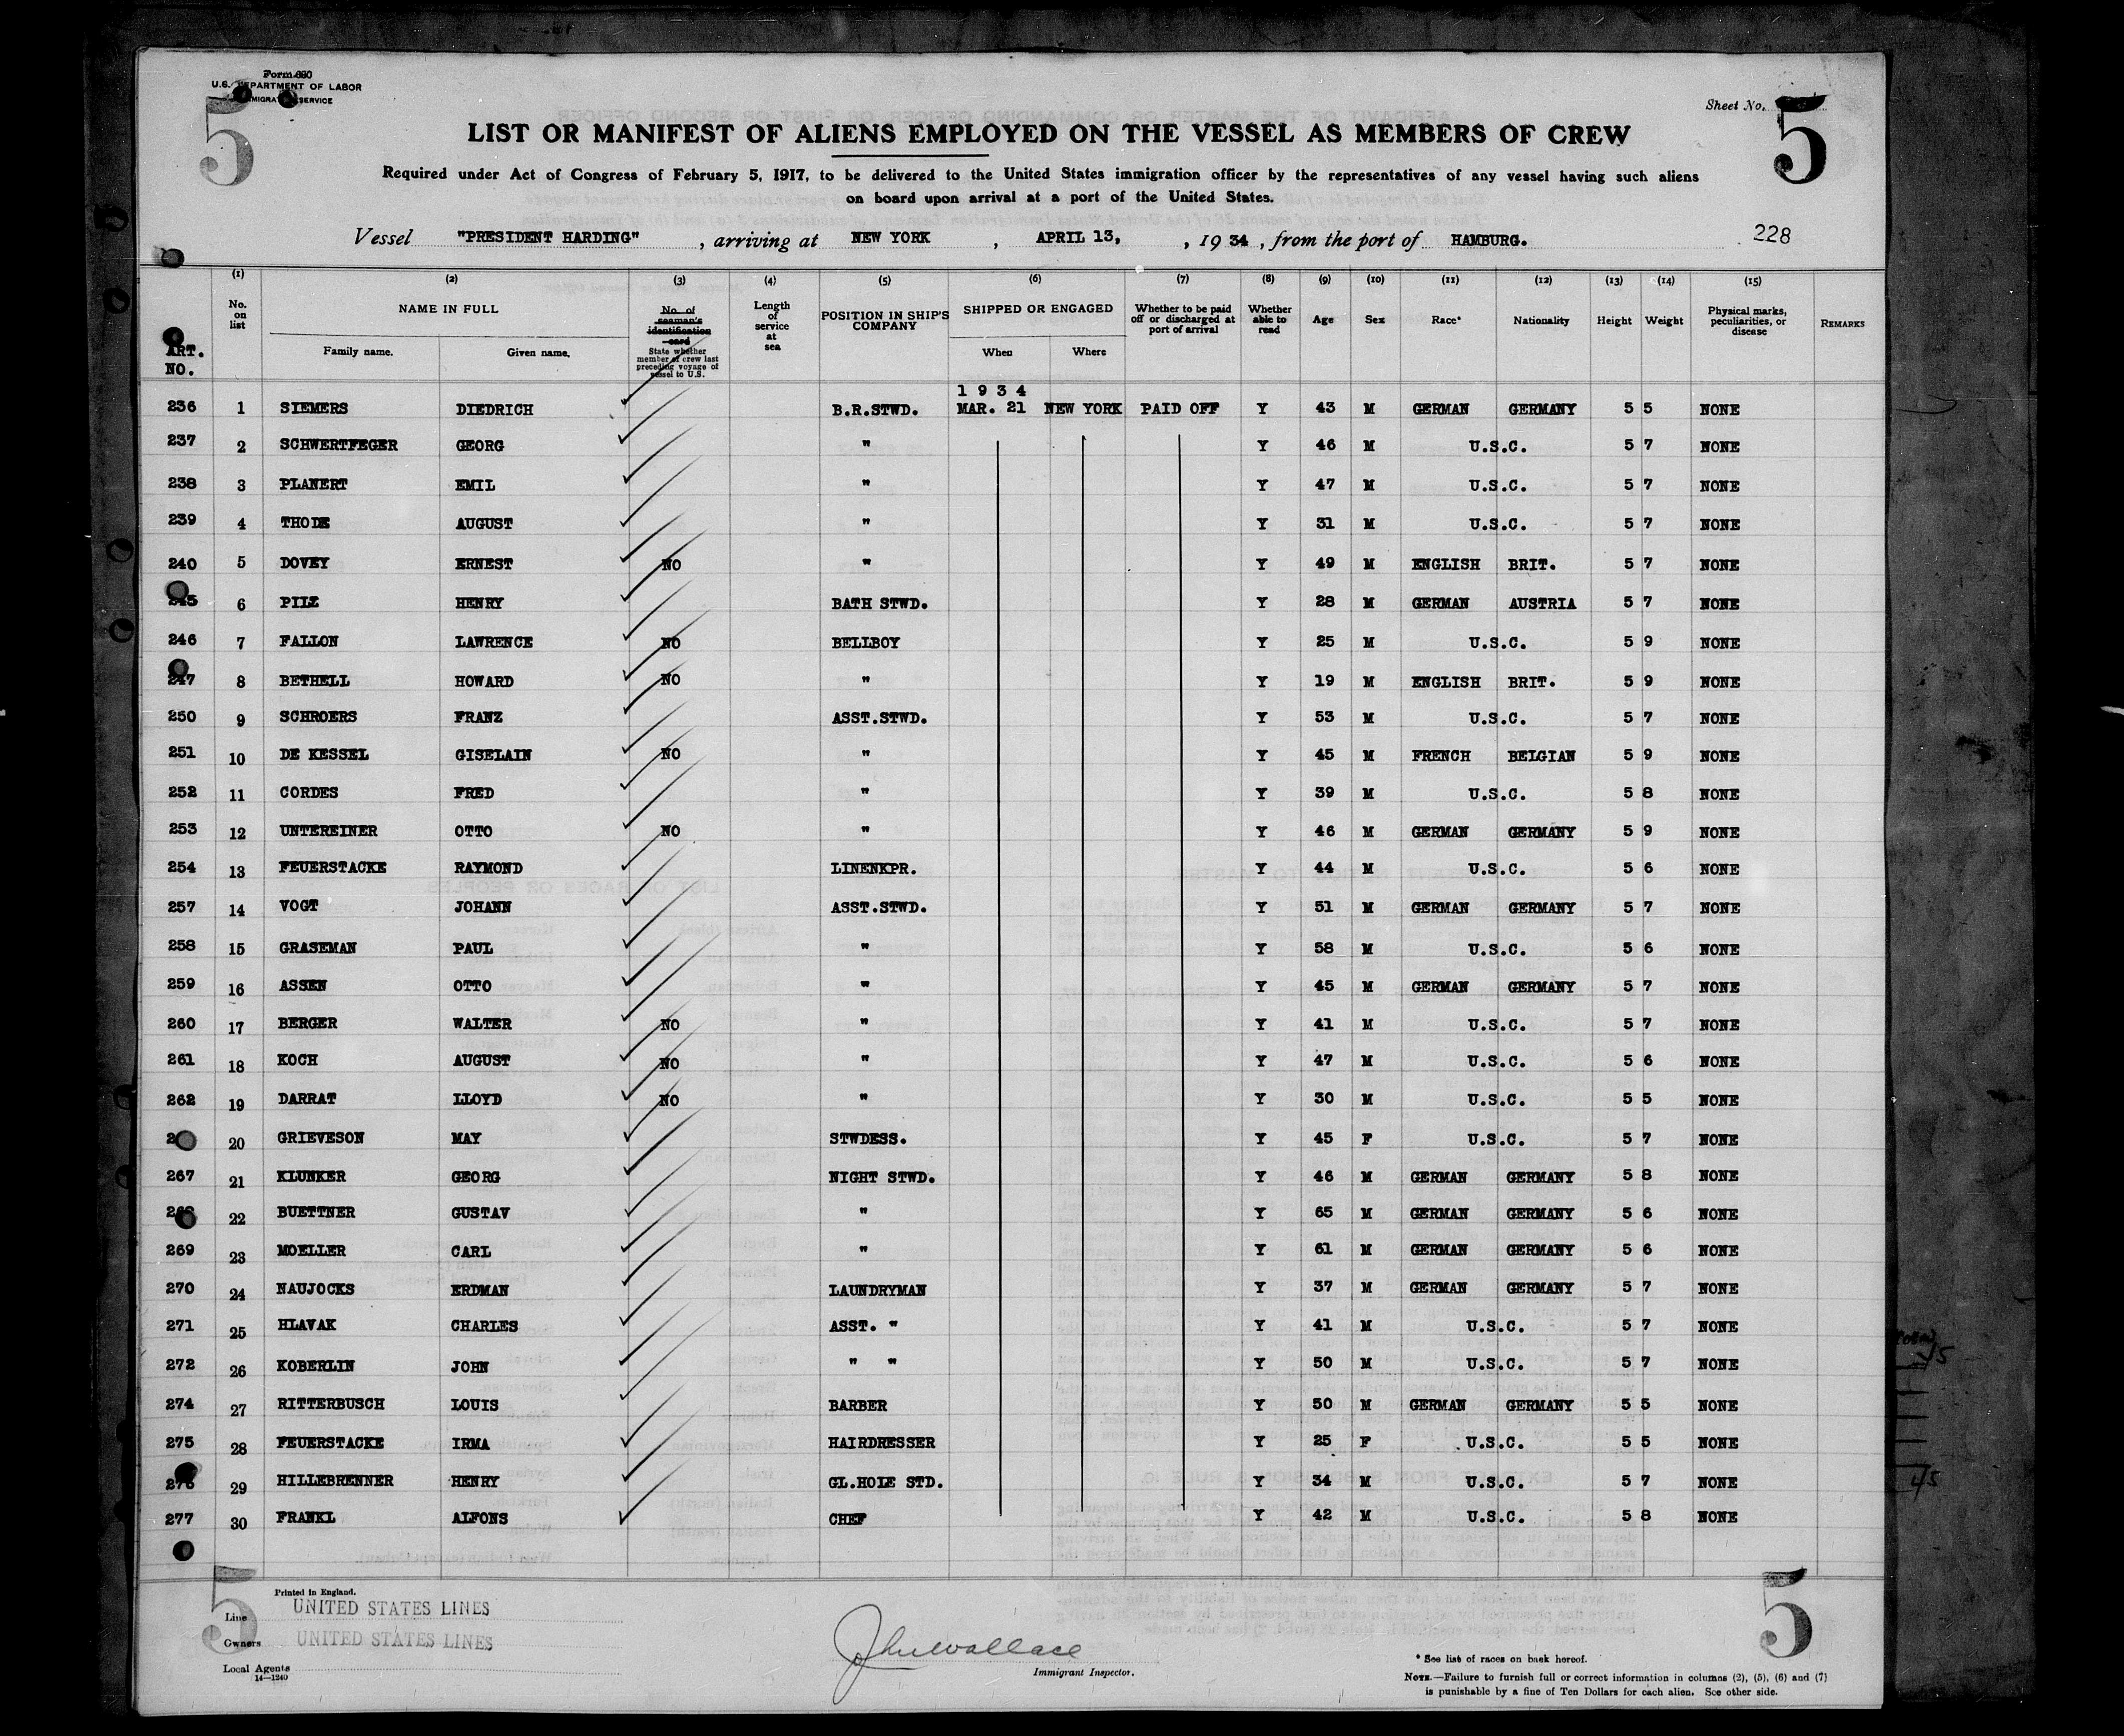 Form 680
U.S. DEPARTMENT OF LABOR
IMMIGRATION SERVICE
5
Sheet No.
5
LIST OR MANIFEST OF ALIENS EMPLOYED ON THE VESSEL AS MEMBERS OF CREW
Required under Act of Congress of February 5, 1917, to be delivered to the United States immigration officer by the representatives of any vessel having such aliens
on board upon arrival at a port of the United States.
Vessel "PRESIDENT HARDING" , arriving at NEW YORK , APRIL 13, , 1934 , from the port of HAMBURG. 228
(1) (2) (3) (4) (5) (6) (7) (8) (9) (10) (11) (12) (13) (14) (15)
ART. NO. No. on list NAME IN FULL Family name. Given name. No. of seaman's identification card State whether member of crew last preceding voyage of vessel to U.S. Length of service at sea POSITION IN SHIP'S COMPANY SHIPPED OR ENGAGED When Where Whether to be paid off or discharged at port of arrival Whether able to read Age Sex Race* Nationality Height Weight Physical marks, peculiarities, or disease REMARKS
1934
236 1 SIEMERS DIEDRICH B.R.STWD. MAR. 21 NEW YORK PAID OFF Y 43 M GERMAN GERMANY 5 5 NONE
237 2 SCHWERTFEGER GEORG " Y 46 M U.S.C. 5 7 NONE
238 3 PLANERT EMIL " Y 47 M U.S.C. 5 7 NONE
239 4 THODE AUGUST " Y 31 M U.S.C. 5 7 NONE
240 5 DOVEY ERNEST NO " Y 49 M ENGLISH BRIT. 5 7 NONE
245 6 PILZ HENRY BATH STWD. Y 28 M GERMAN AUSTRIA 5 7 NONE
246 7 FALLON LAWRENCE NO BELLBOY Y 25 M U.S.C. 5 9 NONE
247 8 BETHELL HOWARD NO " Y 19 M ENGLISH BRIT. 5 9 NONE
250 9 SCHROERS FRANZ ASST.STWD. Y 53 M U.S.C. 5 7 NONE
251 10 DE KESSEL GISELAIN NO " Y 45 M FRENCH BELGIAN 5 9 NONE
252 11 CORDES FRED " Y 39 M U.S.C. 5 8 NONE
253 12 UNTEREINER OTTO NO " Y 46 M GERMAN GERMANY 5 9 NONE
254 13 FEUERSTACKE RAYMOND LINENKPR. Y 44 M U.S.C. 5 6 NONE
257 14 VOGT JOHANN ASST.STWD. Y 51 M GERMAN GERMANY 5 7 NONE
258 15 GRASEMAN PAUL " Y 58 M U.S.C. 5 6 NONE
259 16 ASSEN OTTO " Y 45 M GERMAN GERMANY 5 7 NONE
260 17 BERGER WALTER NO " Y 41 M U.S.C. 5 7 NONE
261 18 KOCH AUGUST NO " Y 47 M U.S.C. 5 6 NONE
262 19 DARRAT LLOYD NO " Y 30 M U.S.C. 5 5 NONE
20 GRIEVESON MAY STWDESS. Y 45 F U.S.C. 5 7 NONE
267 21 KLUNKER GEORG NIGHT STWD. Y 46 M GERMAN GERMANY 5 8 NONE
268 22 BUETTNER GUSTAV " Y 65 M GERMAN GERMANY 5 6 NONE
269 23 MOELLER CARL " Y 61 M GERMAN GERMANY 5 6 NONE
270 24 NAUJOCKS ERDMAN LAUNDRYMAN Y 37 M GERMAN GERMANY 5 7 NONE
271 25 HLAVAK CHARLES ASST. " Y 41 M U.S.C. 5 7 NONE
272 26 KOBERLIN JOHN " " Y 50 M U.S.C. 5 7 NONE
274 27 RITTERBUSCH LOUIS BARBER Y 50 M GERMAN GERMANY 5 5 NONE
275 28 FEUERSTACKE IRMA HAIRDRESSER Y 25 F U.S.C. 5 5 NONE
276 29 HILLEBRENNER HENRY GL.HOLE STD. Y 34 M U.S.C. 5 7 NONE
277 30 FRANKL ALFONS CHEF Y 42 M U.S.C. 5 8 NONE
5
5
Printed in England.
Line UNITED STATES LINES
Owners UNITED STATES LINES
Local Agents
14—1240
Jhn Wallace
Immigrant Inspector.
* See list of races on back hereof.
NOTE.—Failure to furnish full or correct information in columns (2), (5), (6) and (7)
is punishable by a fine of Ten Dollars for each alien. See other side.